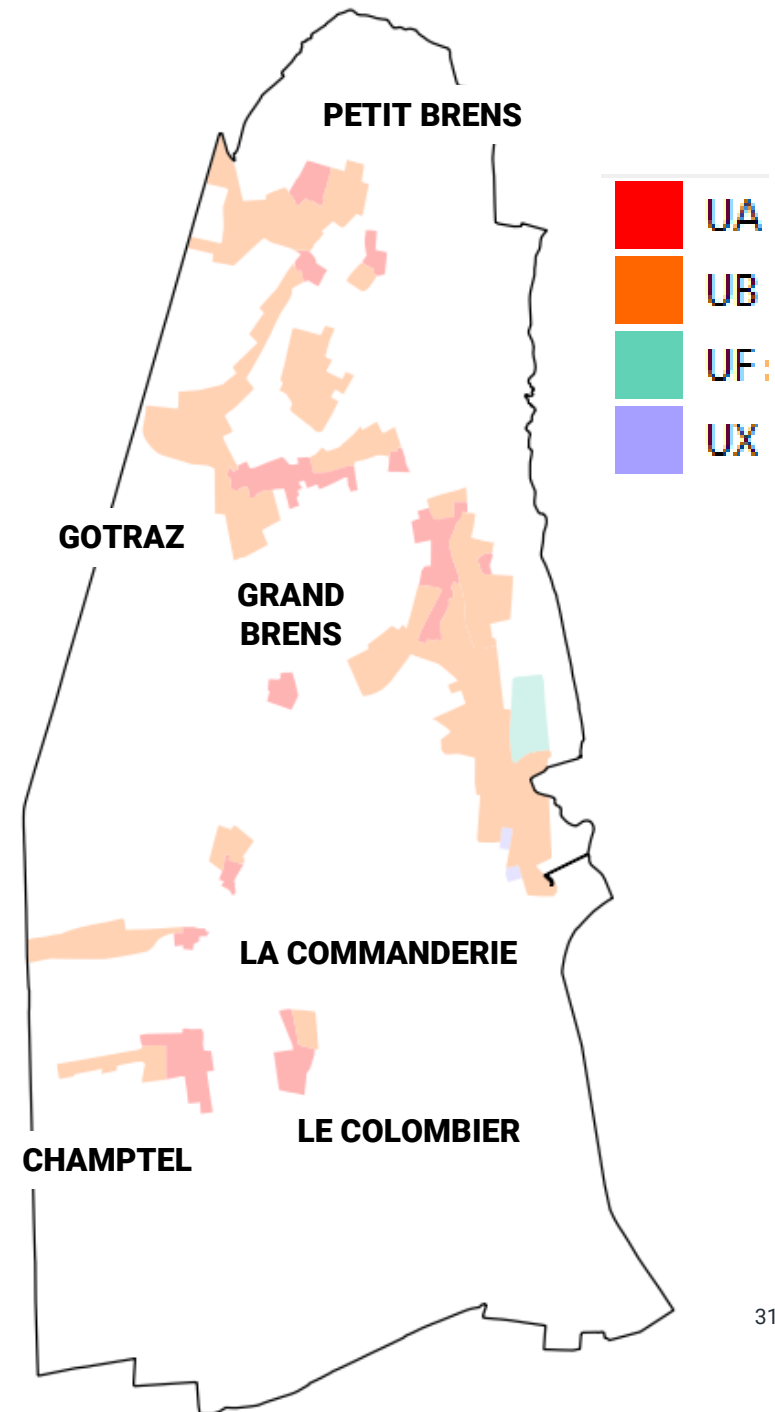 PETIT BRENS
UA
UB
UF :
UX
GOTRAZ
GRAND
BRENS
LA COMMANDERIE
LE COLOMBIER
CHAMPTEL
31